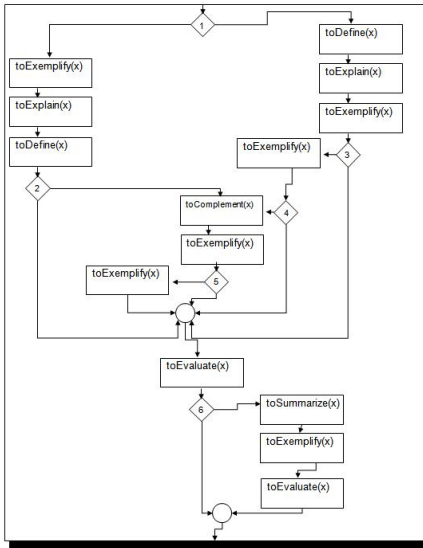 1
toDefine(x)
toExemplify(x)
toExplain(x)
toExplain(x)
toExemplify(x)
toDefine(x)
toExemplify(x)
3
2
toComplement(x)
4
toExemplify(x)
toExemplify(x)
5
toEvaluate(x)
6
toSummarize(x)
toExemplify(x)
toEvaluate(x)